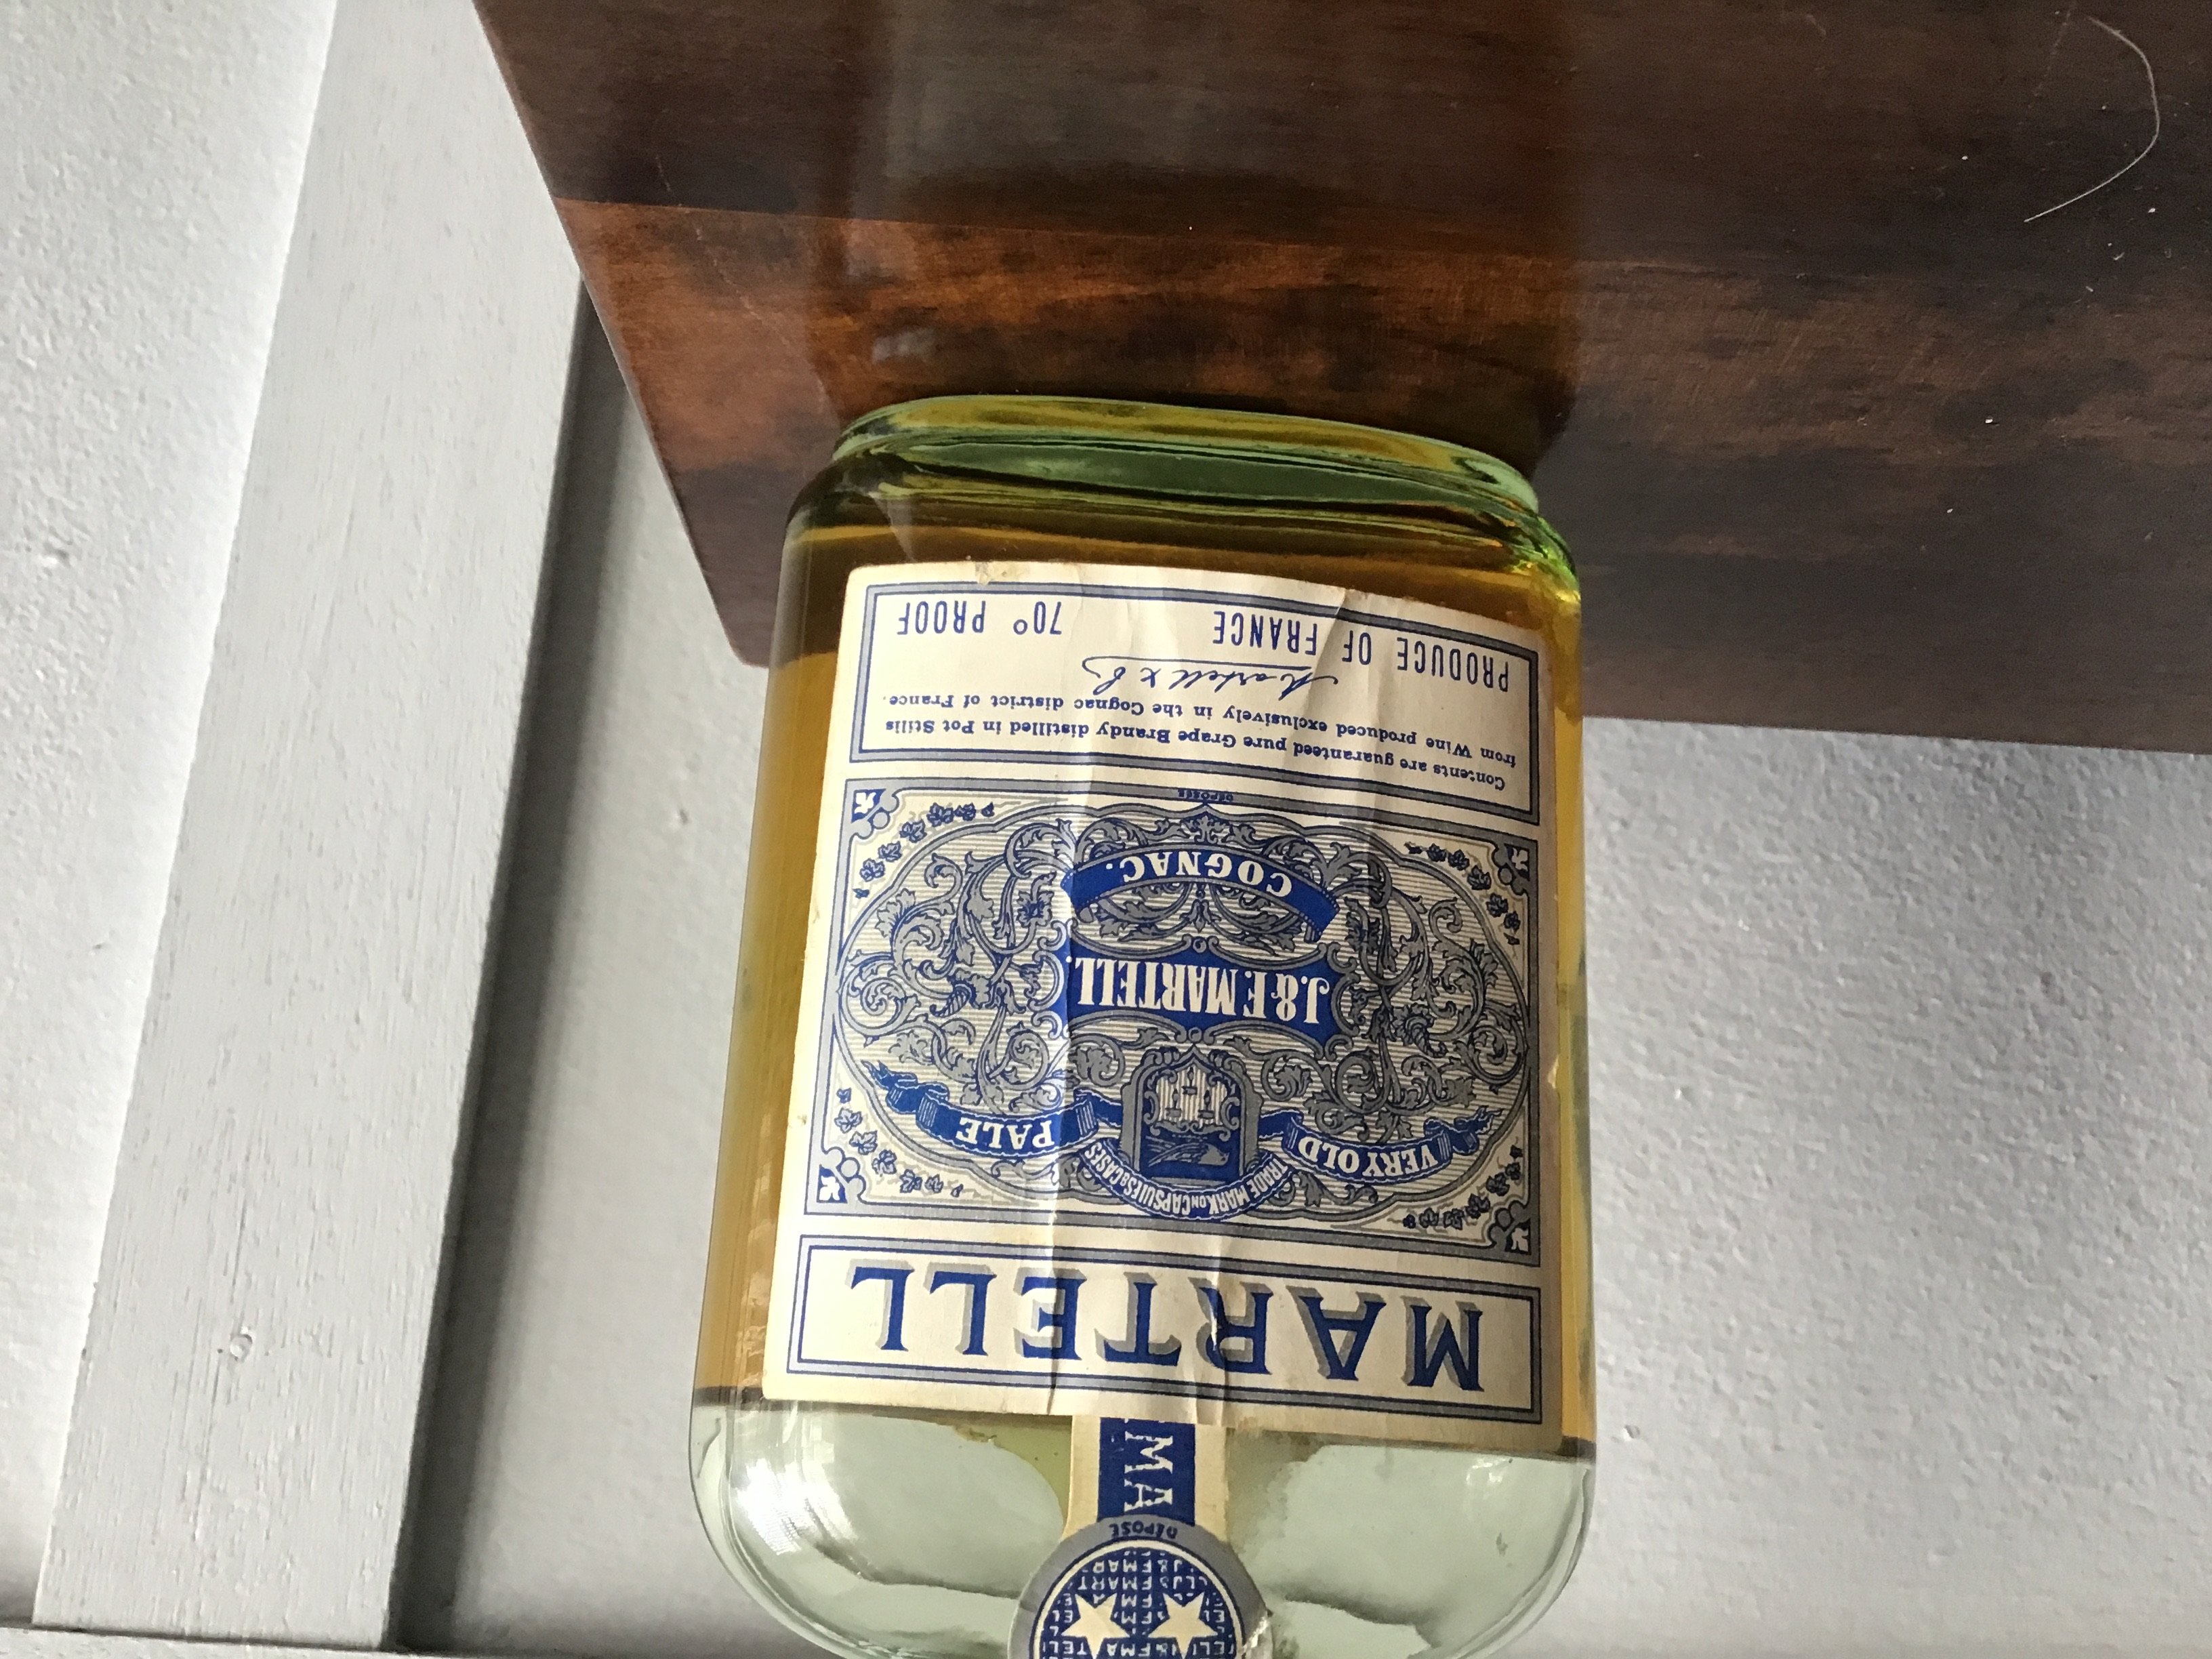 DÉPOSÉ
MA
MARTELL
TRADE MARK ON CAPSULES & CASES
VERY OLD PALE
J.&F. MARTELL.
COGNAC.
DÉPOSÉ
Contents are guaranteed pure Grape Brandy distilled in Pot Stills
from Wine produced exclusively in the Cognac district of France.
Martell & Co
PRODUCE OF FRANCE 70° PROOF